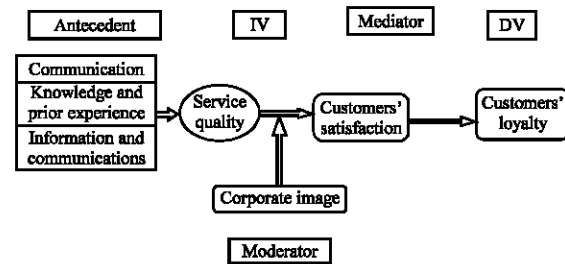 Antecedent
IV
Mediator
DV
Communication
Knowledge and
prior experience
Information and
communications
Service
quality
Customers'
satisfaction
Customers'
loyalty
Corporate image
Moderator